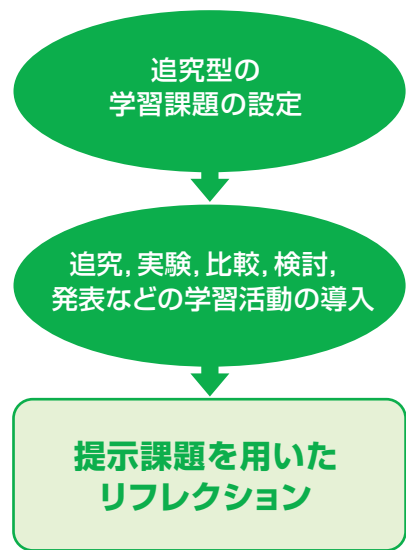 追究型の
学習課題の設定
追究，実験，比較，検討，
発表などの学習活動の導入
提示課題を用いた
リフレクション